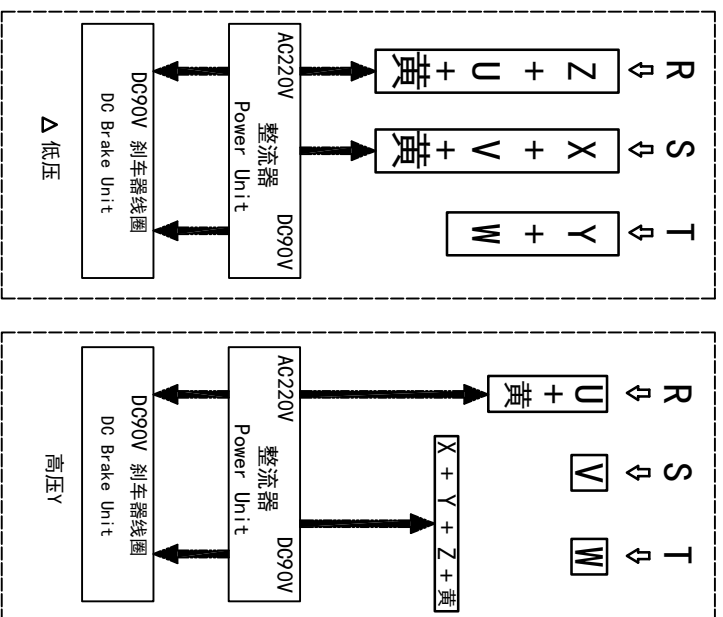 R S T
⇩ ⇩ ⇩
Z + U + 黄
X + V + 黄
Y + W
AC220V DC90V
整流器
Power Unit
DC90V 刹车器线圈
DC Brake Unit
Δ 低压
R S T
⇩ ⇩ ⇩
U + 黄
V
W
X + Y + Z + 黄
AC220V DC90V
整流器
Power Unit
DC90V 刹车器线圈
DC Brake Unit
高压Y